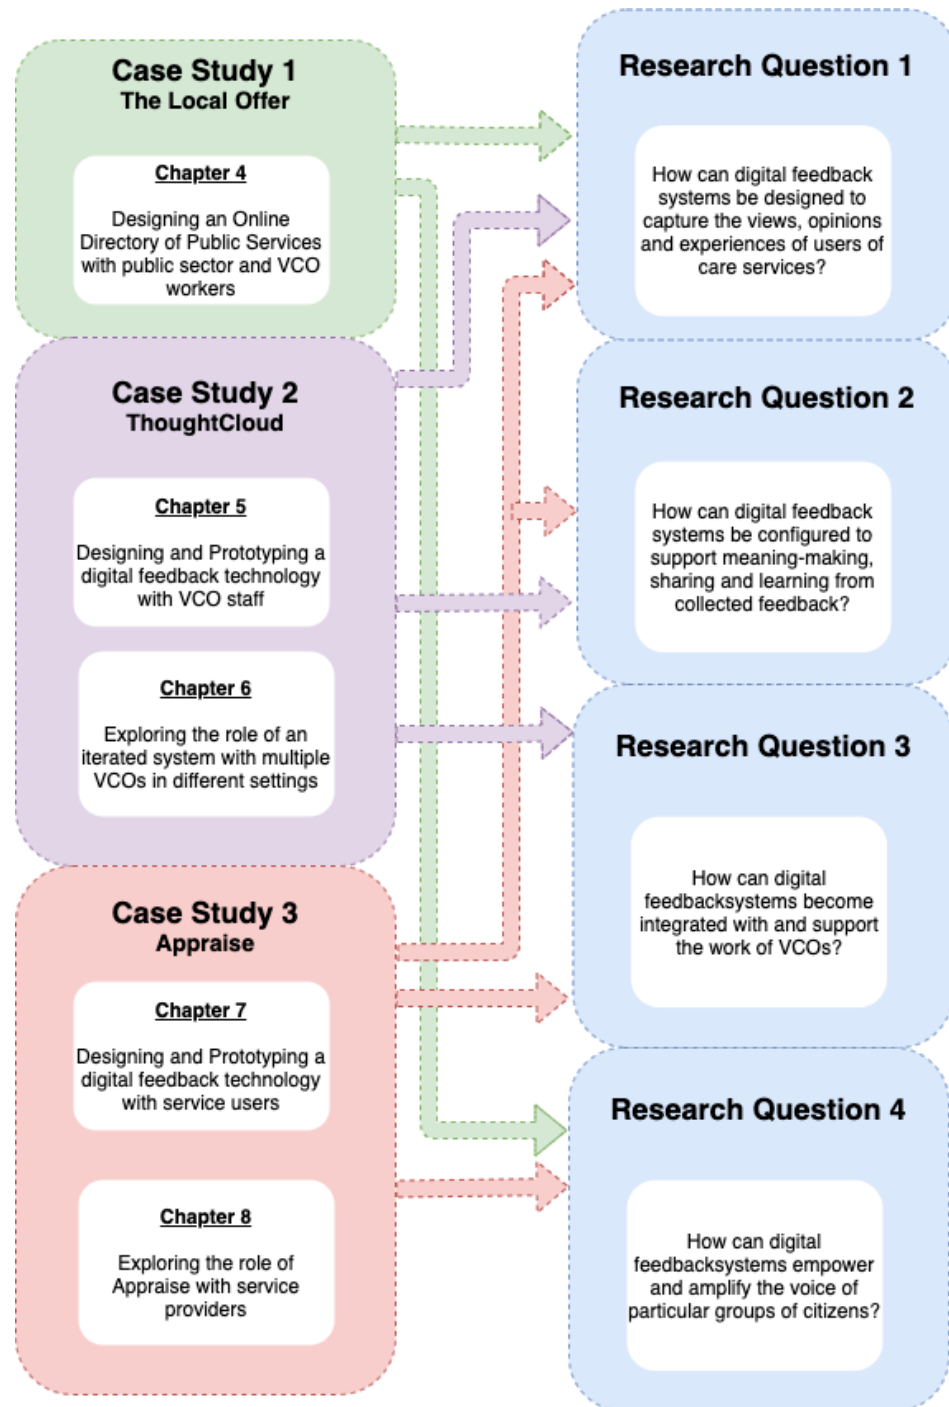 Case Study 1
The Local Offer
Chapter 4
Designing an Online
Directory of Public Services
with public sector and VCO
workers
Case Study 2
ThoughtCloud
Chapter 5
Designing and Prototyping a
digital feedback technology
with VCO staff
Chapter 6
Exploring the role of an
iterated system with multiple
VCOs in different settings
Case Study 3
Appraise
Chapter 7
Designing and Prototyping a
digital feedback technology
with service users
Chapter 8
Exploring the role of
Appraise with service
providers
Research Question 1
How can digital feedback
systems be designed to
capture the views, opinions
and experiences of users of
care services?
Research Question 2
How can digital feedback
systems be configured to
support meaning-making,
sharing and learning from
collected feedback?
Research Question 3
How can digital
feedbacksystems become
integrated with and support
the work of VCOs?
Research Question 4
How can digital
feedbacksystems empower
and amplify the voice of
particular groups of citizens?